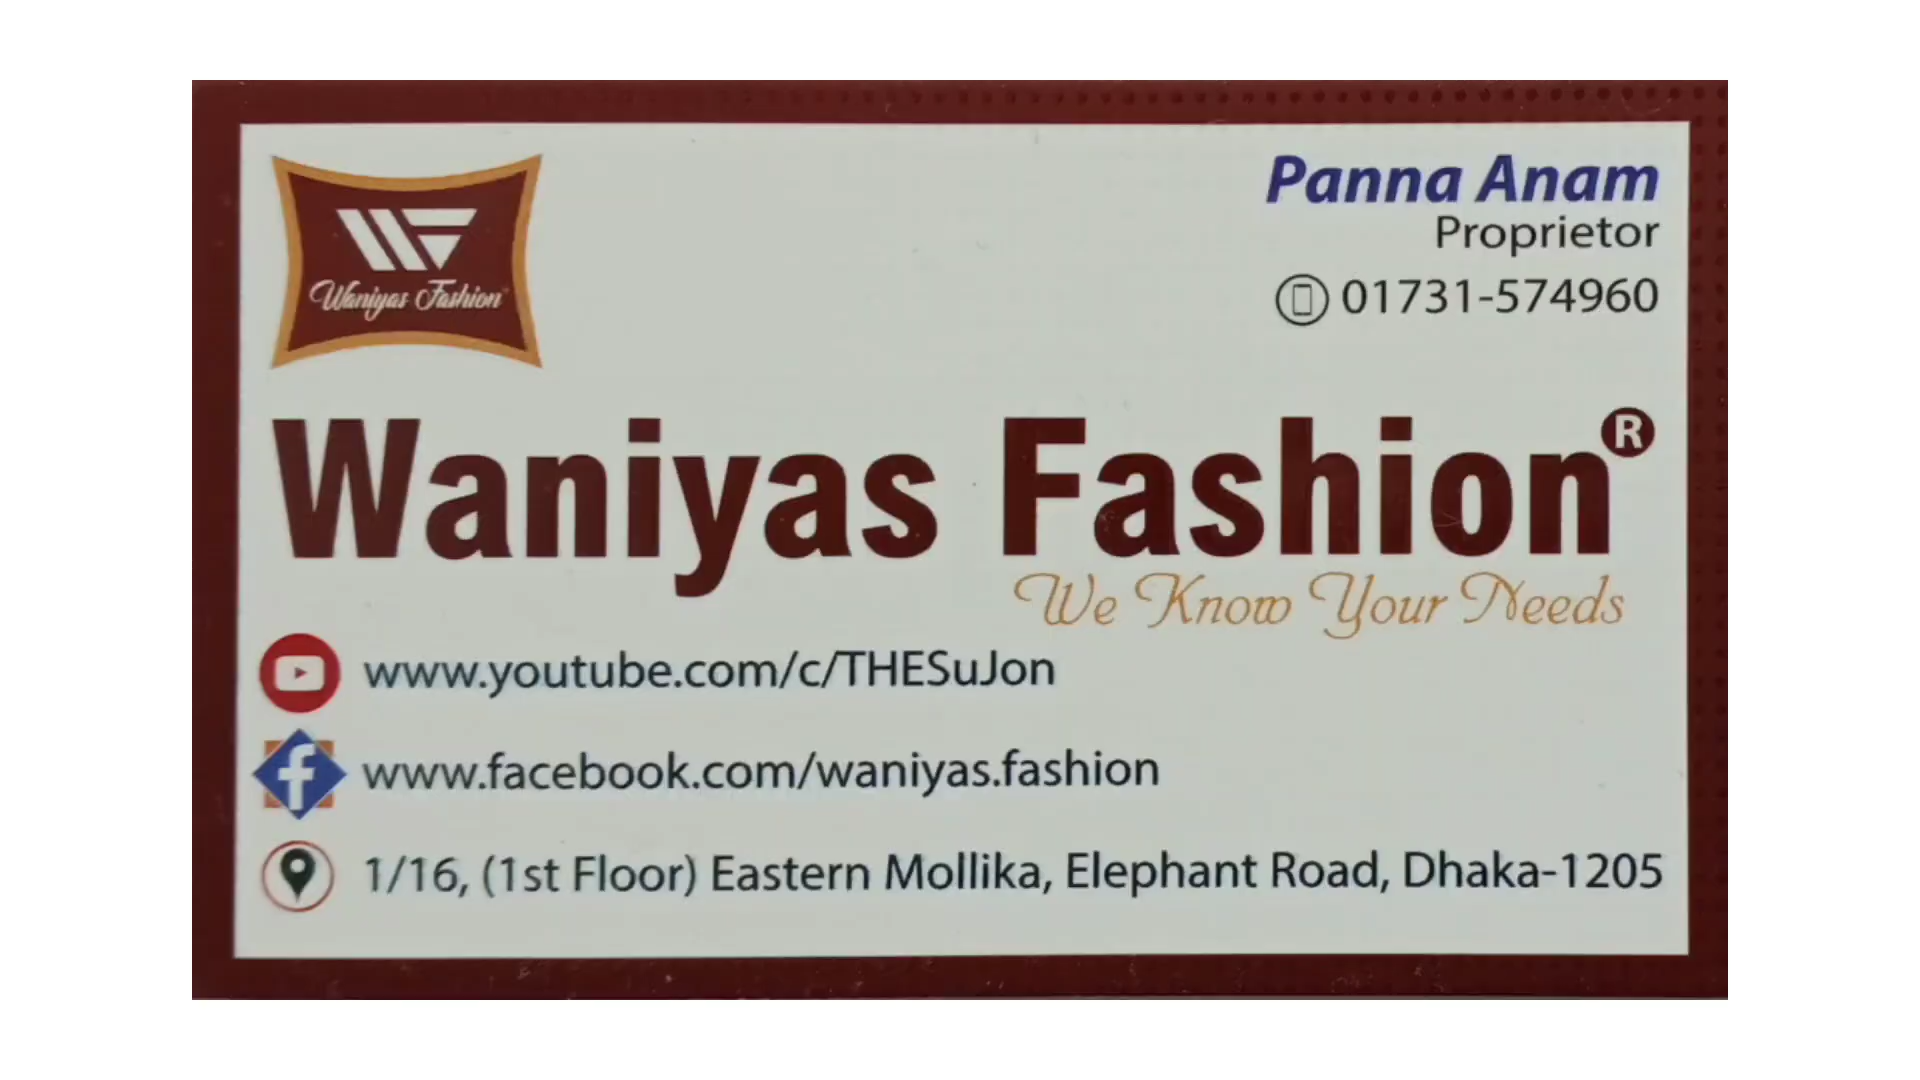 Waniyas Fashion
Panna Anam
Proprietor
01731-574960
Waniyas Fashion®
We Know Your Needs
www.youtube.com/c/THESuJon
www.facebook.com/waniyas.fashion
1/16, (1st Floor) Eastern Mollika, Elephant Road, Dhaka-1205